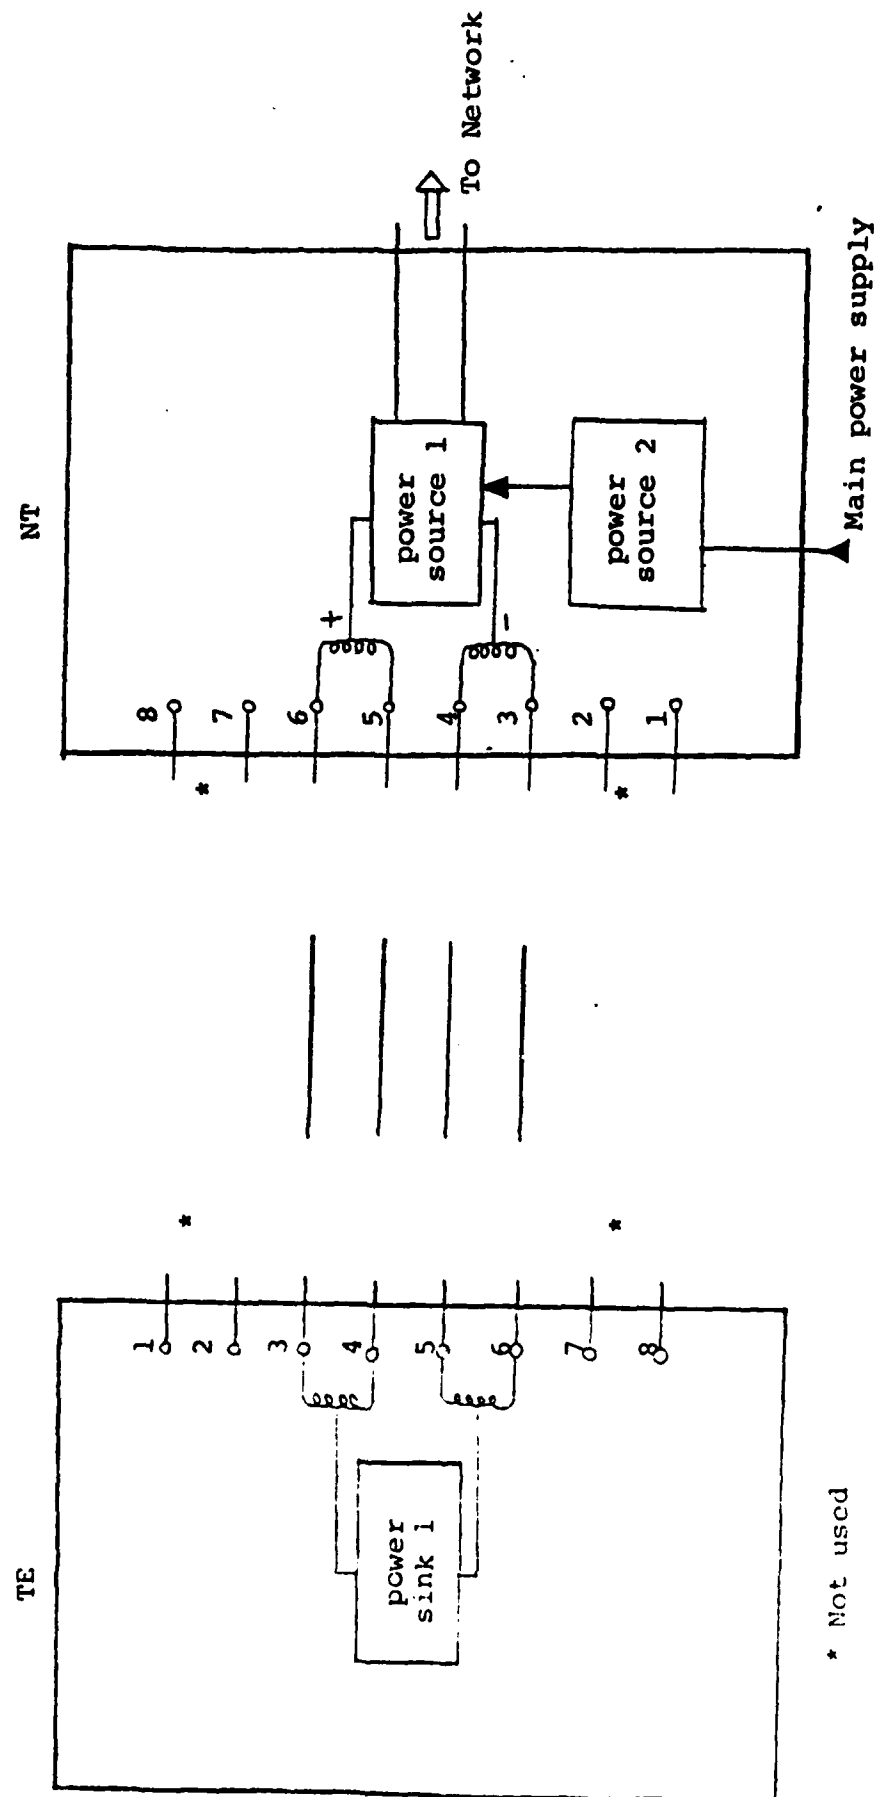 TE
NT
power
sink 1
1
2
3
4
5
6
7
8
*
*
8
7
6
5
4
3
2
1
*
*
+
-
power
source 1
power
source 2
To Network
Main power supply
* Not used